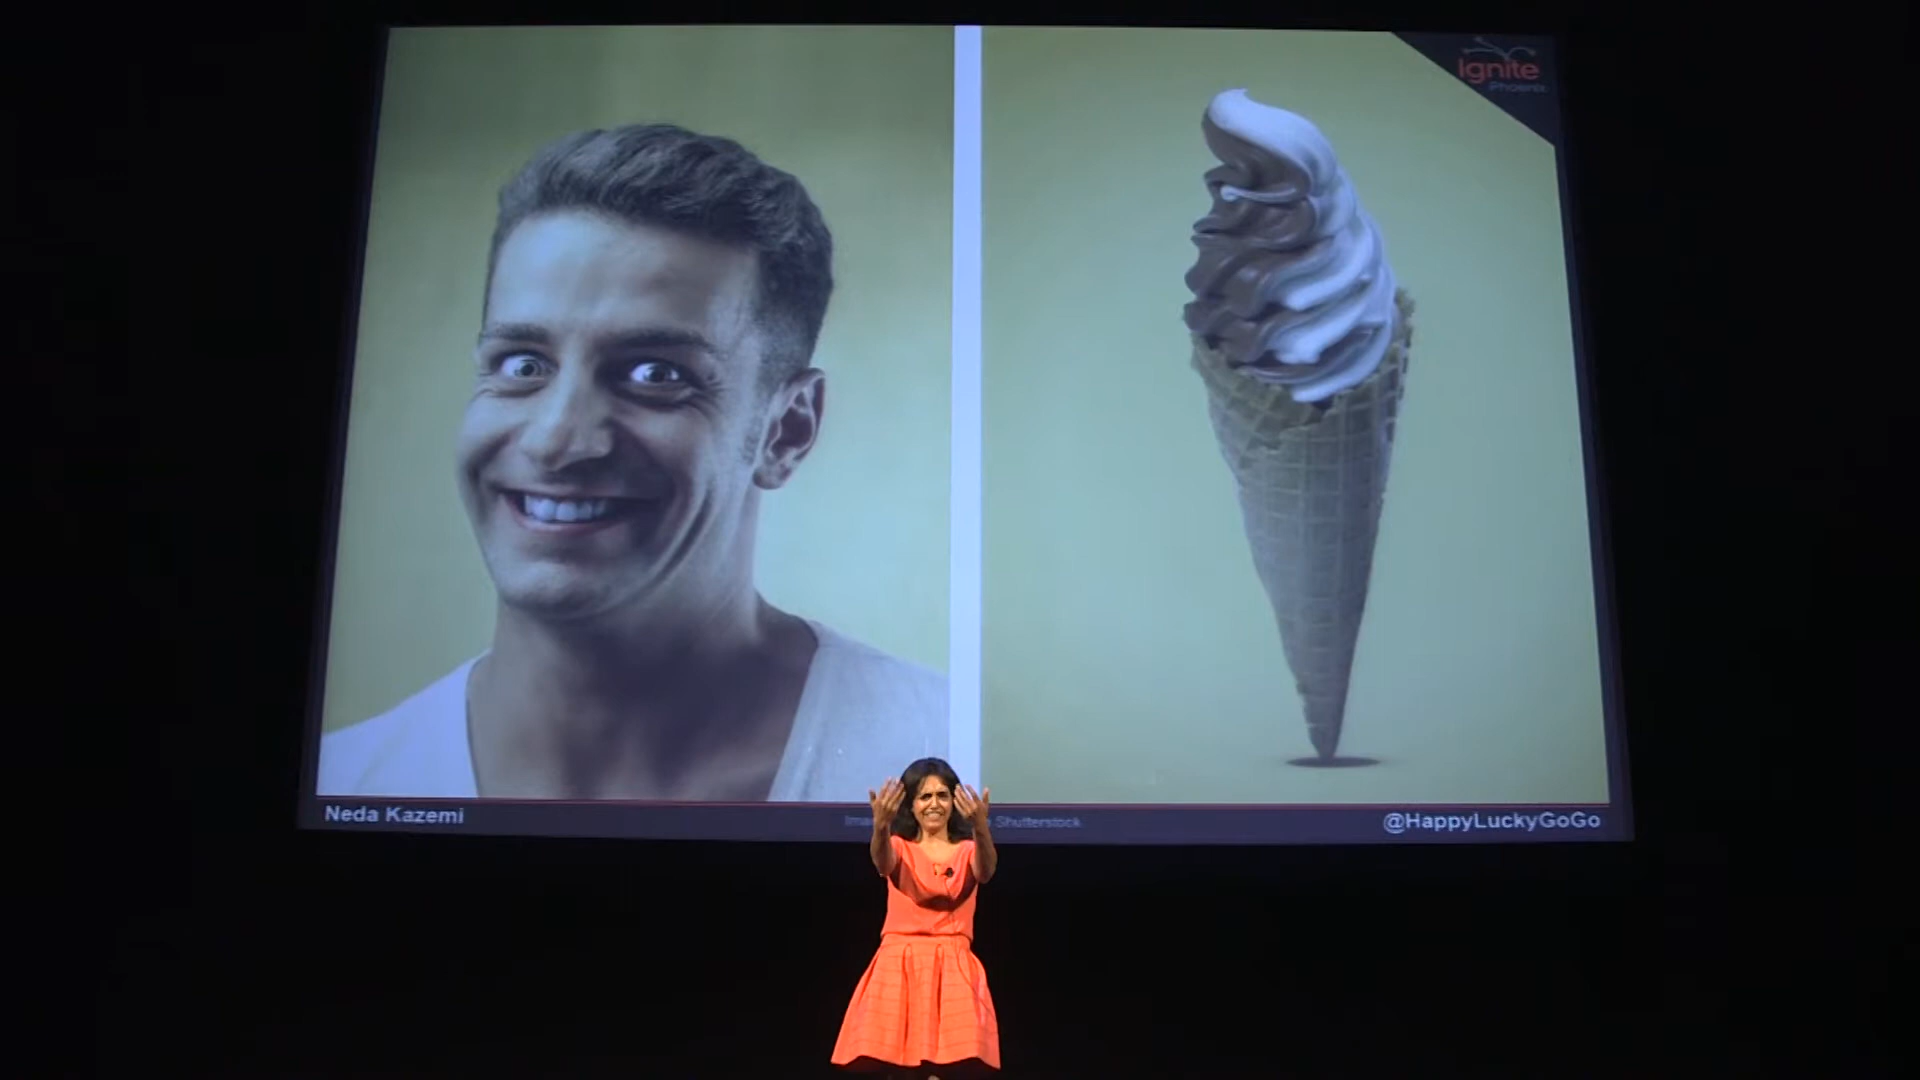 Ignite
Phoenix
Neda Kazemi
Shutterstock
@HappyLuckyGoGo